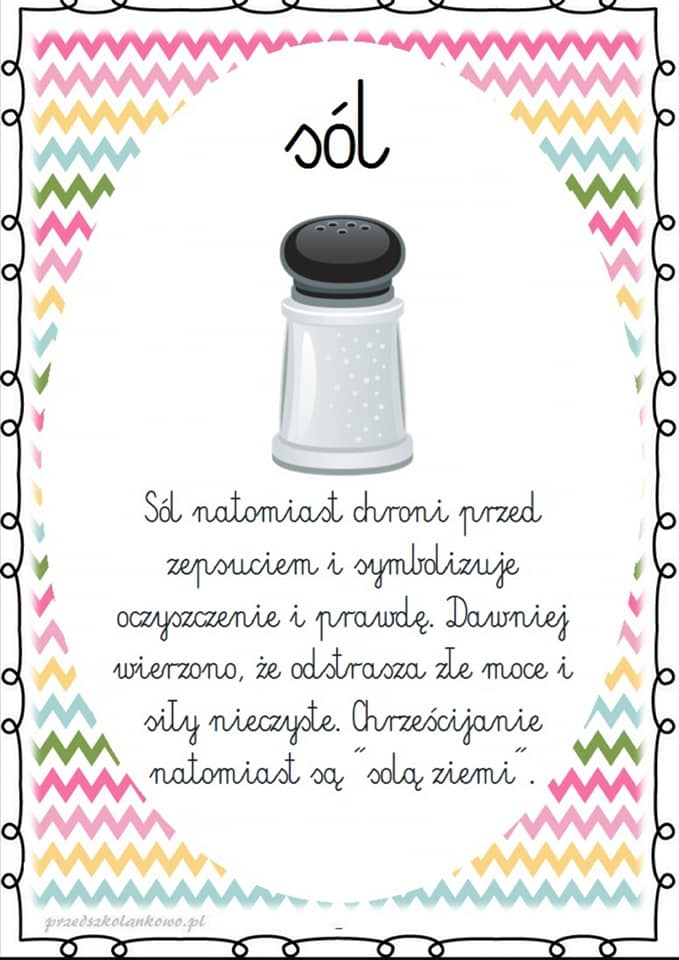 sól
Sól natomiast chroni przed
zepsuciem i symbolizuje
oczyszczenie i prawdę. Dawniej
wierzono, że odstrasza złe moce i
siły nieczyste. Chrześcijanie
natomiast są "solą ziemi".
przedszkolankowo.pl